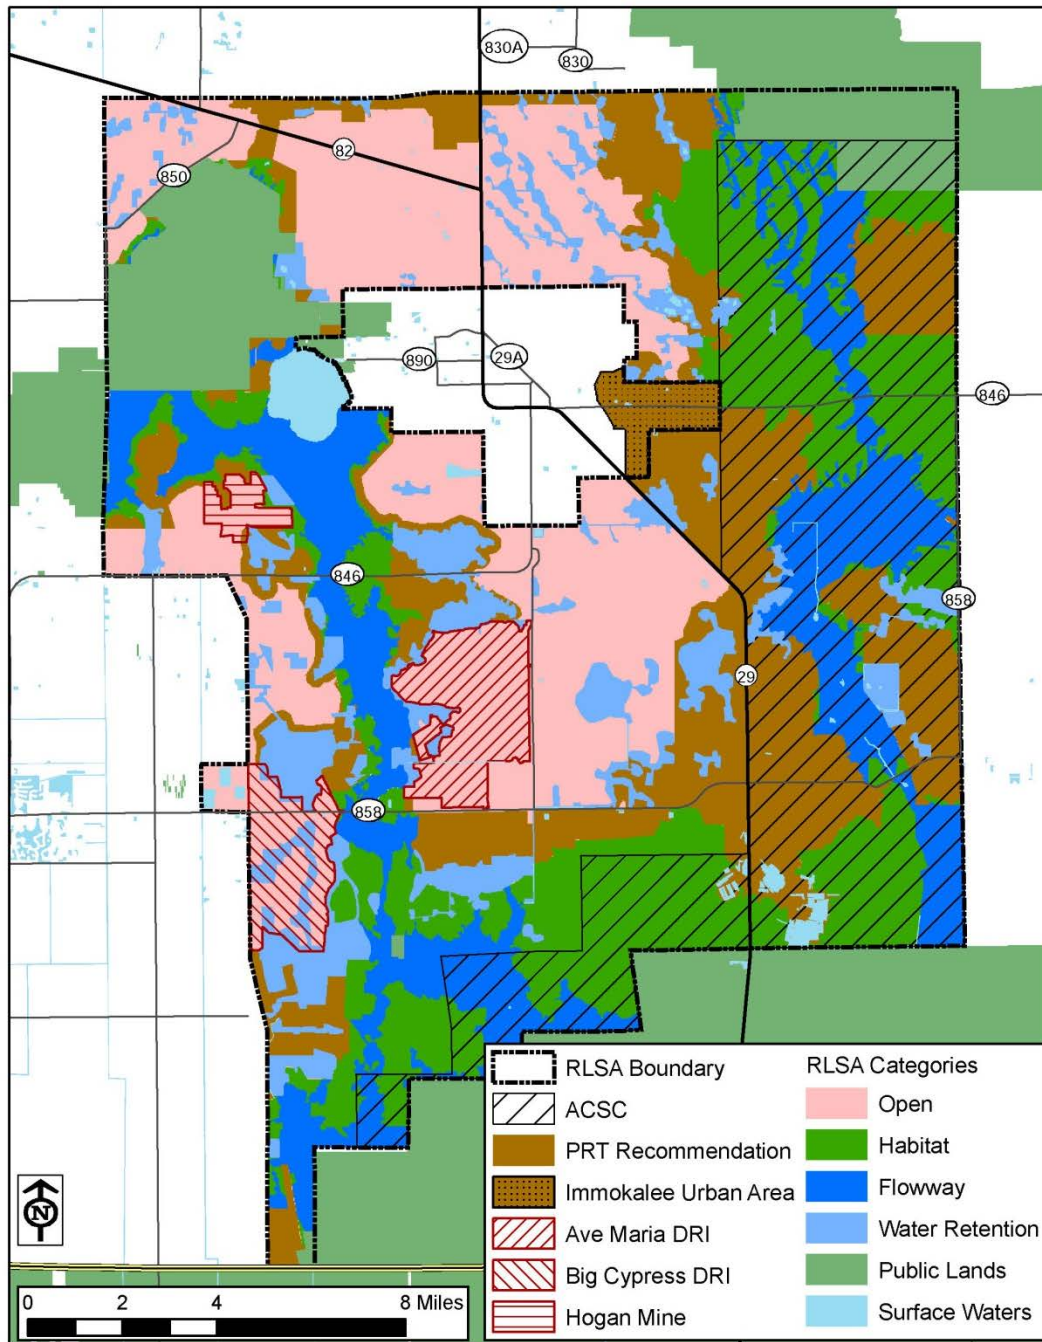 830A
830
82
850
890
29A
846
846
858
29
858
RLSA Boundary
ACSC
PRT Recommendation
Immokalee Urban Area
Ave Maria DRI
Big Cypress DRI
Hogan Mine
RLSA Categories
Open
Habitat
Flowway
Water Retention
Public Lands
Surface Waters
N
0 2 4 8 Miles